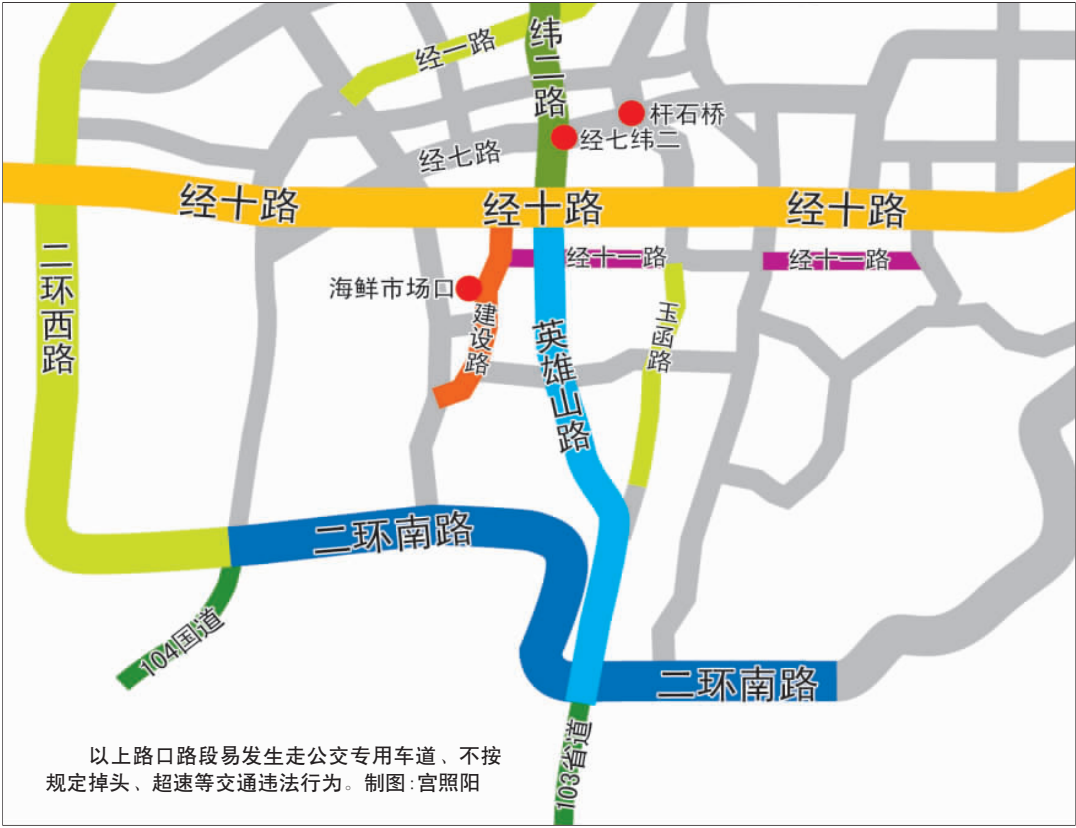 经一路
纬二路
杆石桥
经七纬二
经七路
经十路
经十路
经十路
二环西路
经十一路
经十一路
海鲜市场口
建设路
玉函路
英雄山路
二环南路
104国道
二环南路
103省道
以上路口路段易发生走公交专用车道、不按
规定掉头、超速等交通违法行为。制图:宫照阳